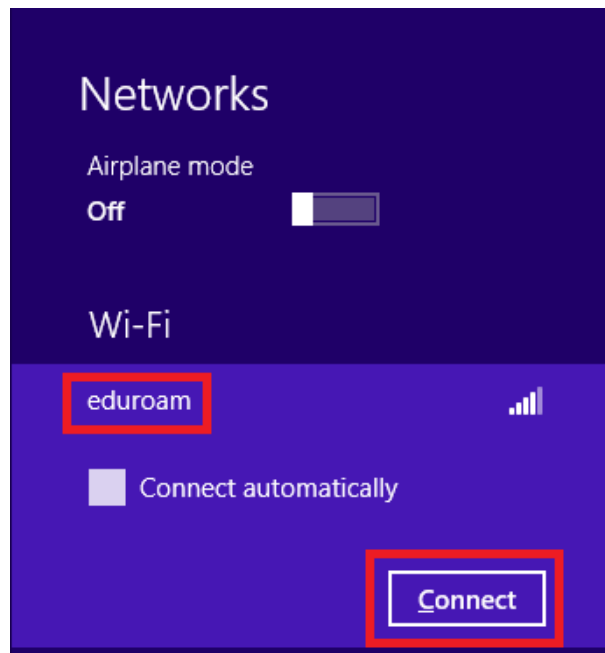 Networks
Airplane mode
Off
Wi-Fi
eduroam
Connect automatically
Connect